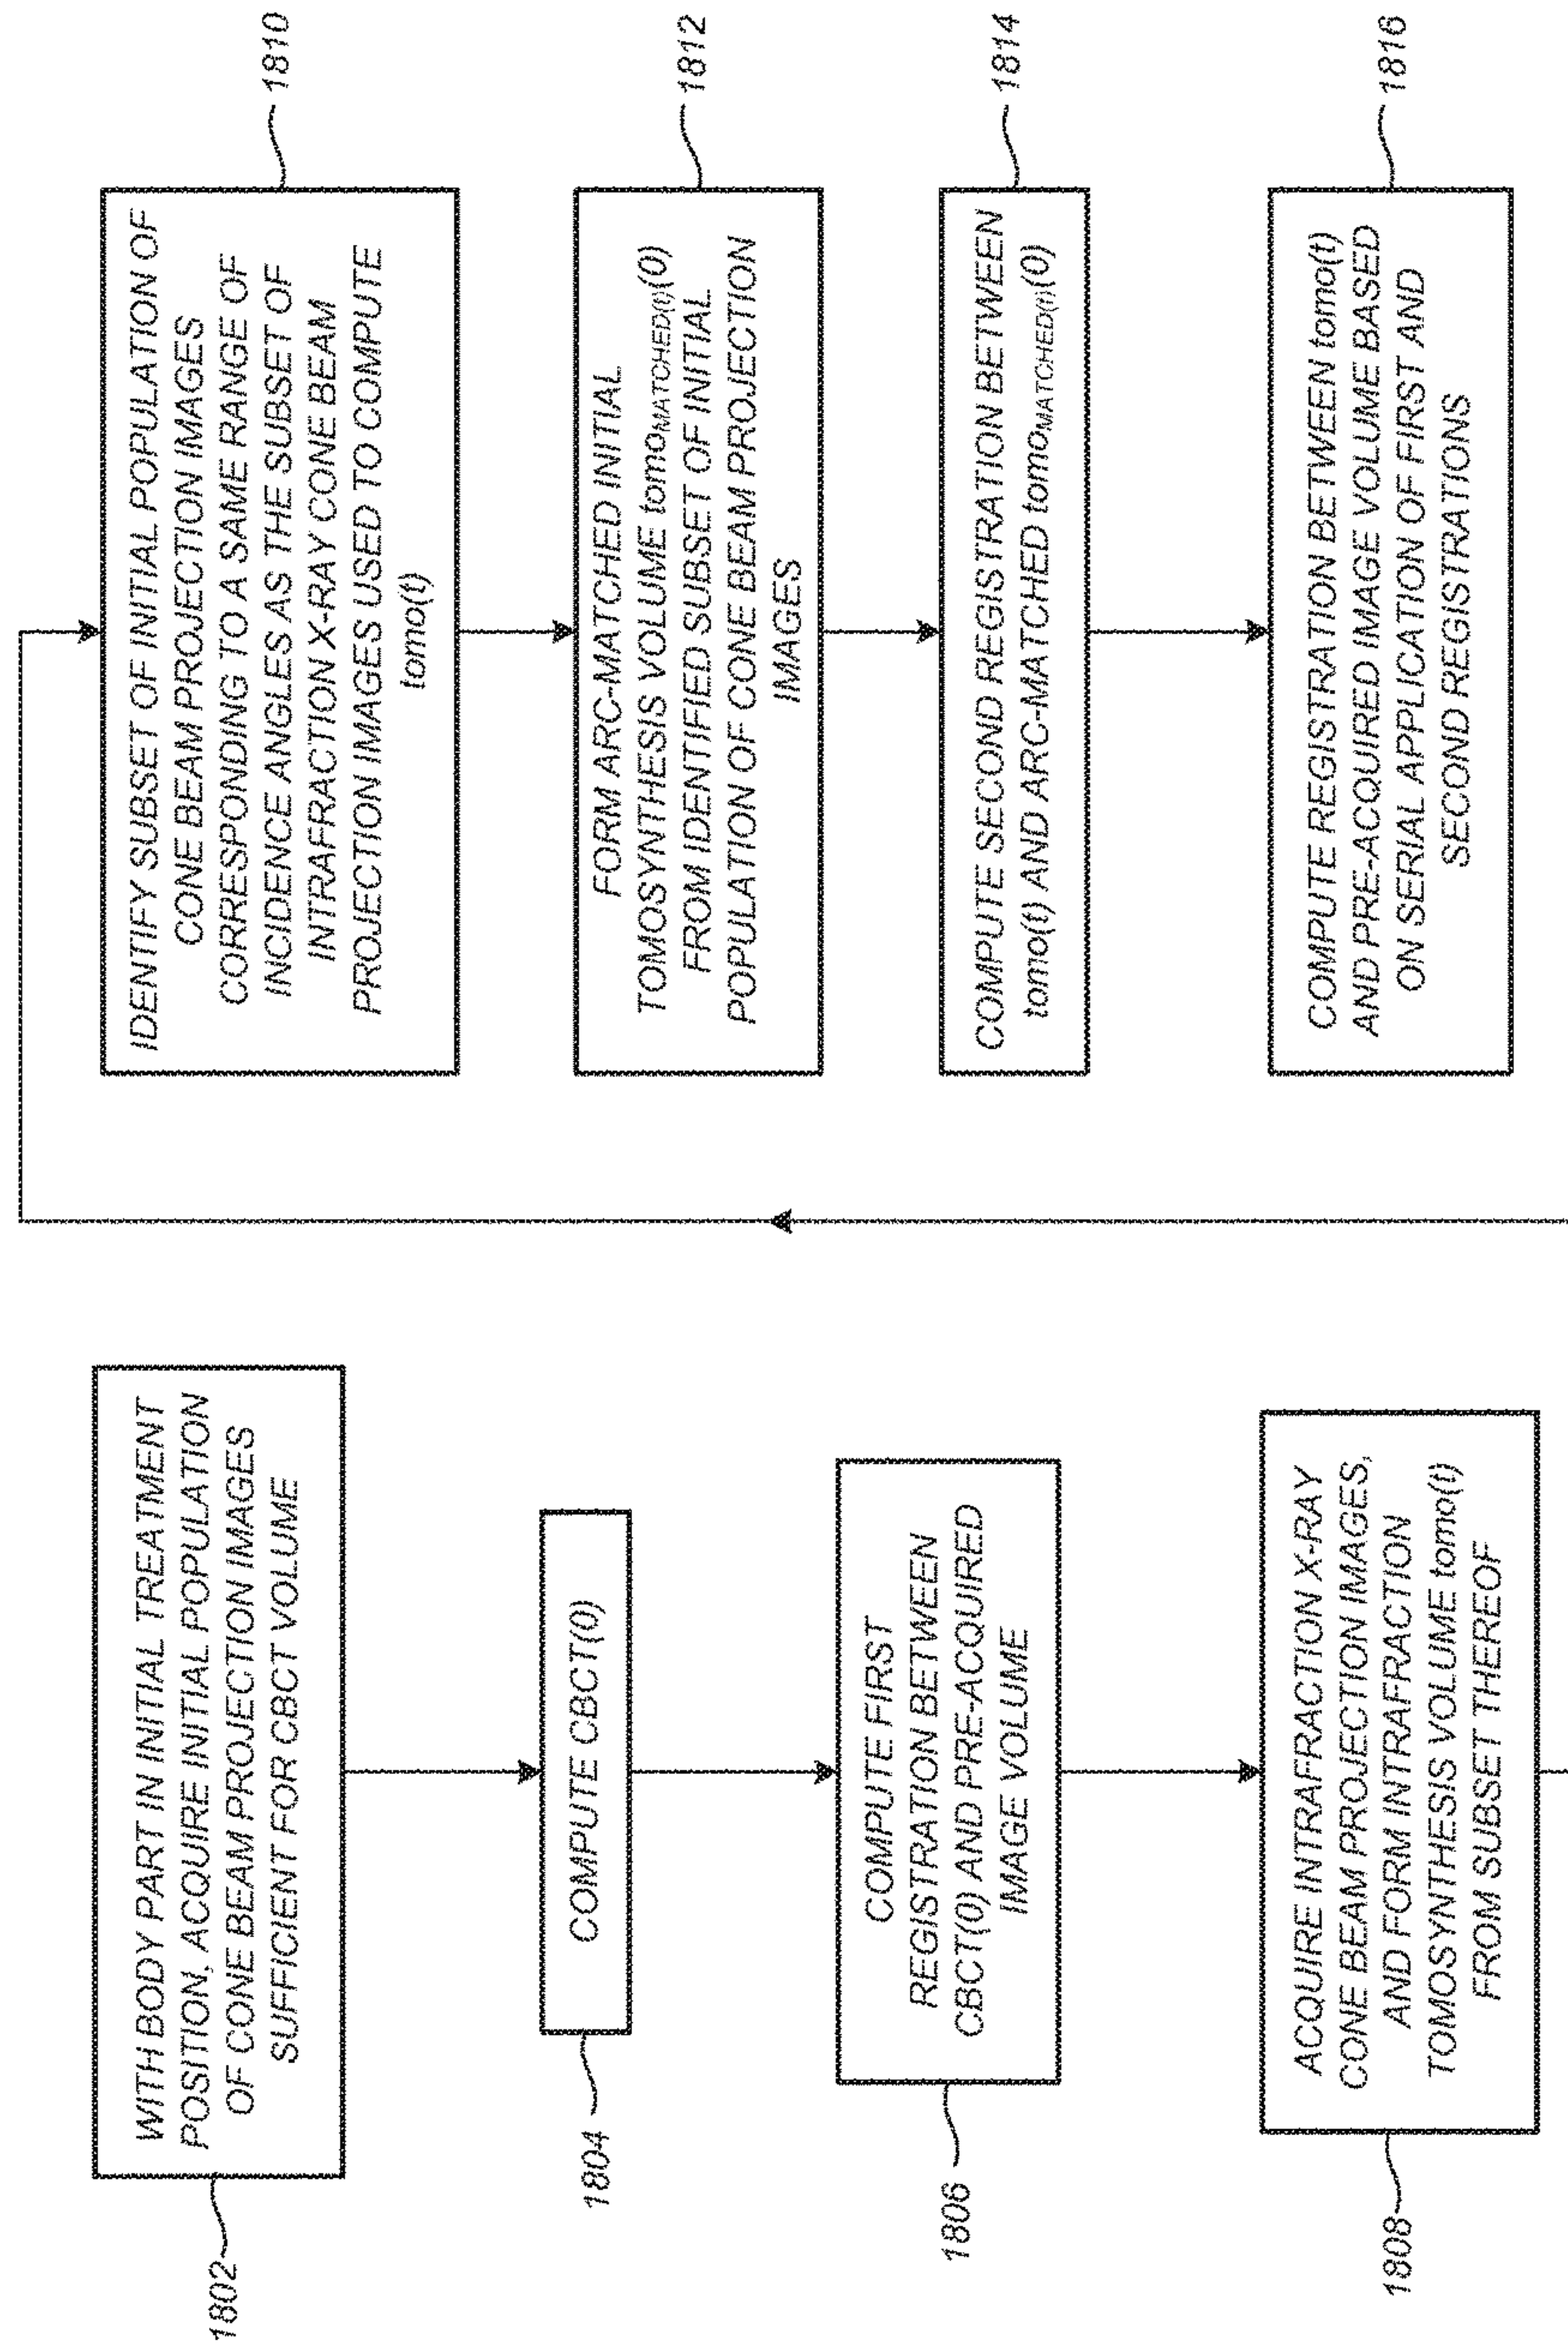 1802
WITH BODY PART IN INITIAL TREATMENT
POSITION, ACQUIRE INITIAL POPULATION
OF CONE BEAM PROJECTION IMAGES
SUFFICIENT FOR CBCT VOLUME
1804
COMPUTE CBCT(0)
1806
COMPUTE FIRST
REGISTRATION BETWEEN
CBCT(0) AND PRE-ACQUIRED
IMAGE VOLUME
1808
ACQUIRE INTRAFRACTION X-RAY
CONE BEAM PROJECTION IMAGES,
AND FORM INTRAFRACTION
TOMOSYNTHESIS VOLUME tomo(t)
FROM SUBSET THEREOF
IDENTIFY SUBSET OF INITIAL POPULATION OF
CONE BEAM PROJECTION IMAGES
CORRESPONDING TO A SAME RANGE OF
INCIDENCE ANGLES AS THE SUBSET OF
INTRAFRACTION X-RAY CONE BEAM
PROJECTION IMAGES USED TO COMPUTE
tomo(t)
1810
FORM ARC-MATCHED INITIAL
TOMOSYNTHESIS VOLUME tomoMATCHED(t)(0)
FROM IDENTIFIED SUBSET OF INITIAL
POPULATION OF CONE BEAM PROJECTION
IMAGES
1812
COMPUTE SECOND REGISTRATION BETWEEN
tomo(t) AND ARC-MATCHED tomoMATCHED(t)(0)
1814
COMPUTE REGISTRATION BETWEEN tomo(t)
AND PRE-ACQUIRED IMAGE VOLUME BASED
ON SERIAL APPLICATION OF FIRST AND
SECOND REGISTRATIONS
1816